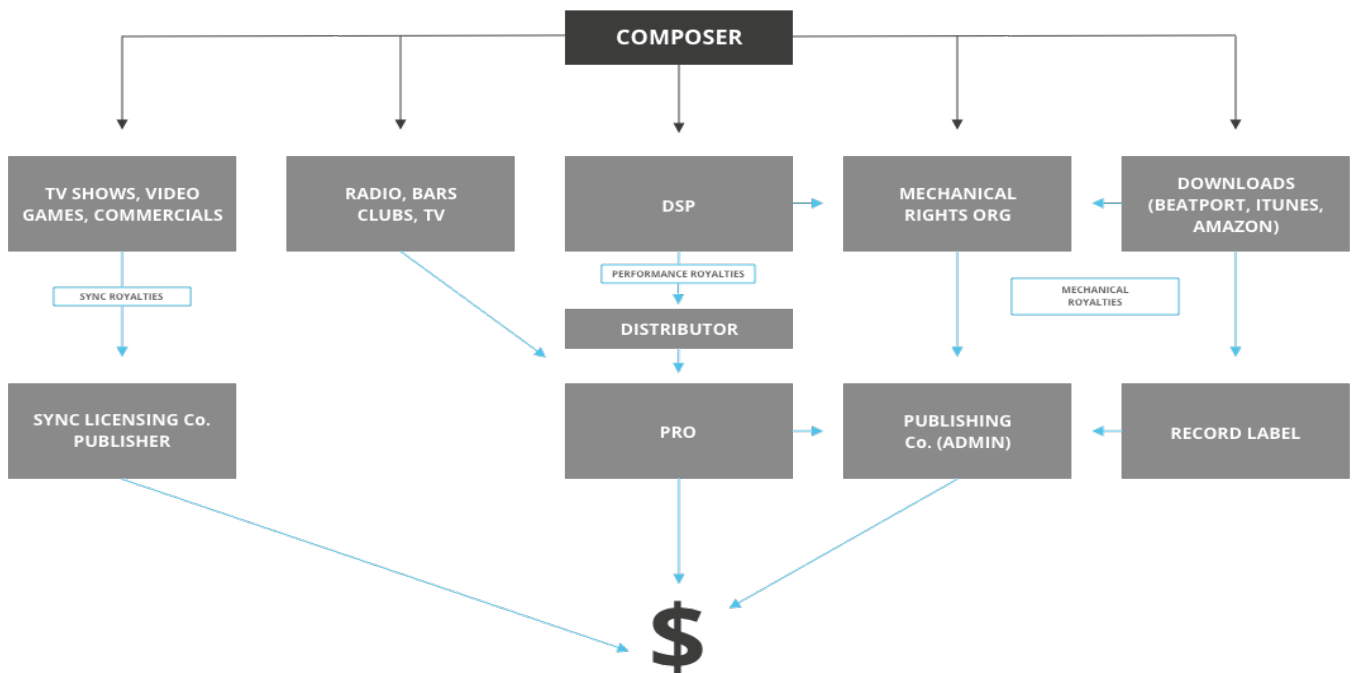 COMPOSER
TV SHOWS, VIDEO
GAMES, COMMERCIALS
RADIO, BARS
CLUBS, TV
DSP
MECHANICAL
RIGHTS ORG
DOWNLOADS
(BEATPORT, ITUNES,
AMAZON)
SYNC ROYALTIES
PERFORMANCE ROYALTIES
MECHANICAL
ROYALTIES
DISTRIBUTOR
SYNC LICENSING Co.
PUBLISHER
PRO
PUBLISHING
Co. (ADMIN)
RECORD LABEL
$